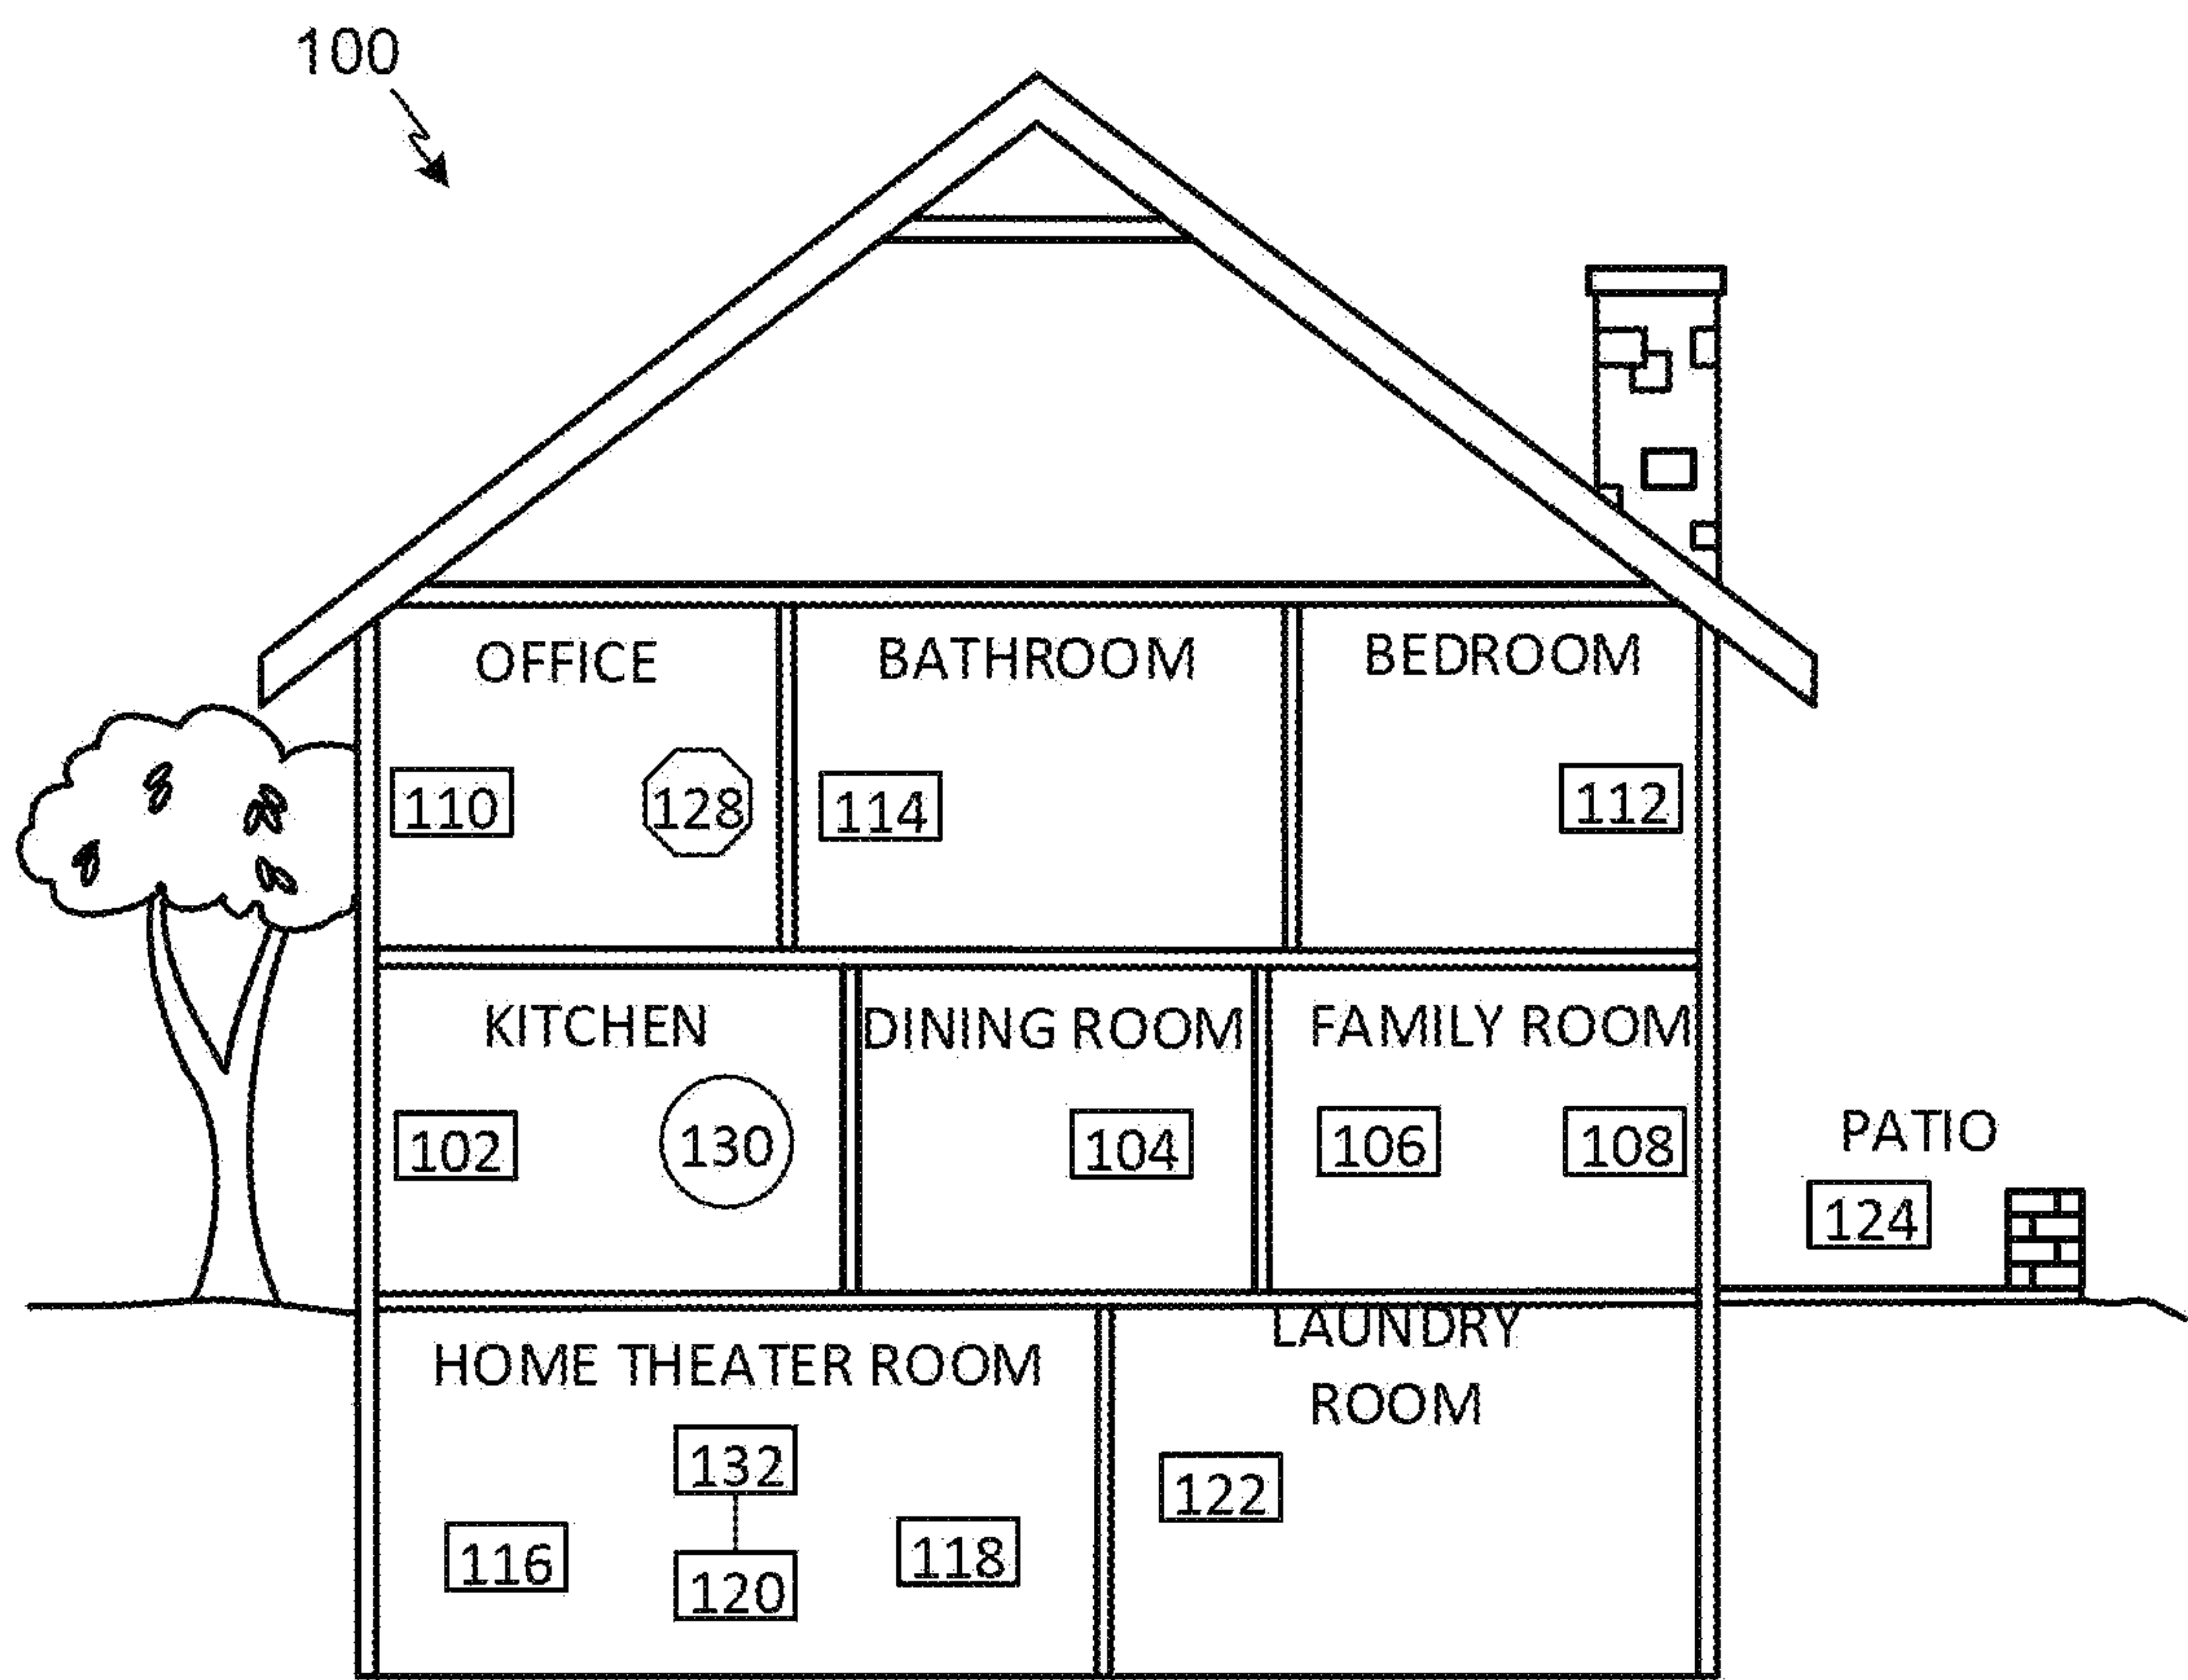 100
OFFICE
BATHROOM
BEDROOM
110
128
114
112
KITCHEN
DINING ROOM
FAMILY ROOM
102
130
104
106
108
PATIO
124
HOME THEATER ROOM
LAUNDRY
ROOM
132
116
120
118
122